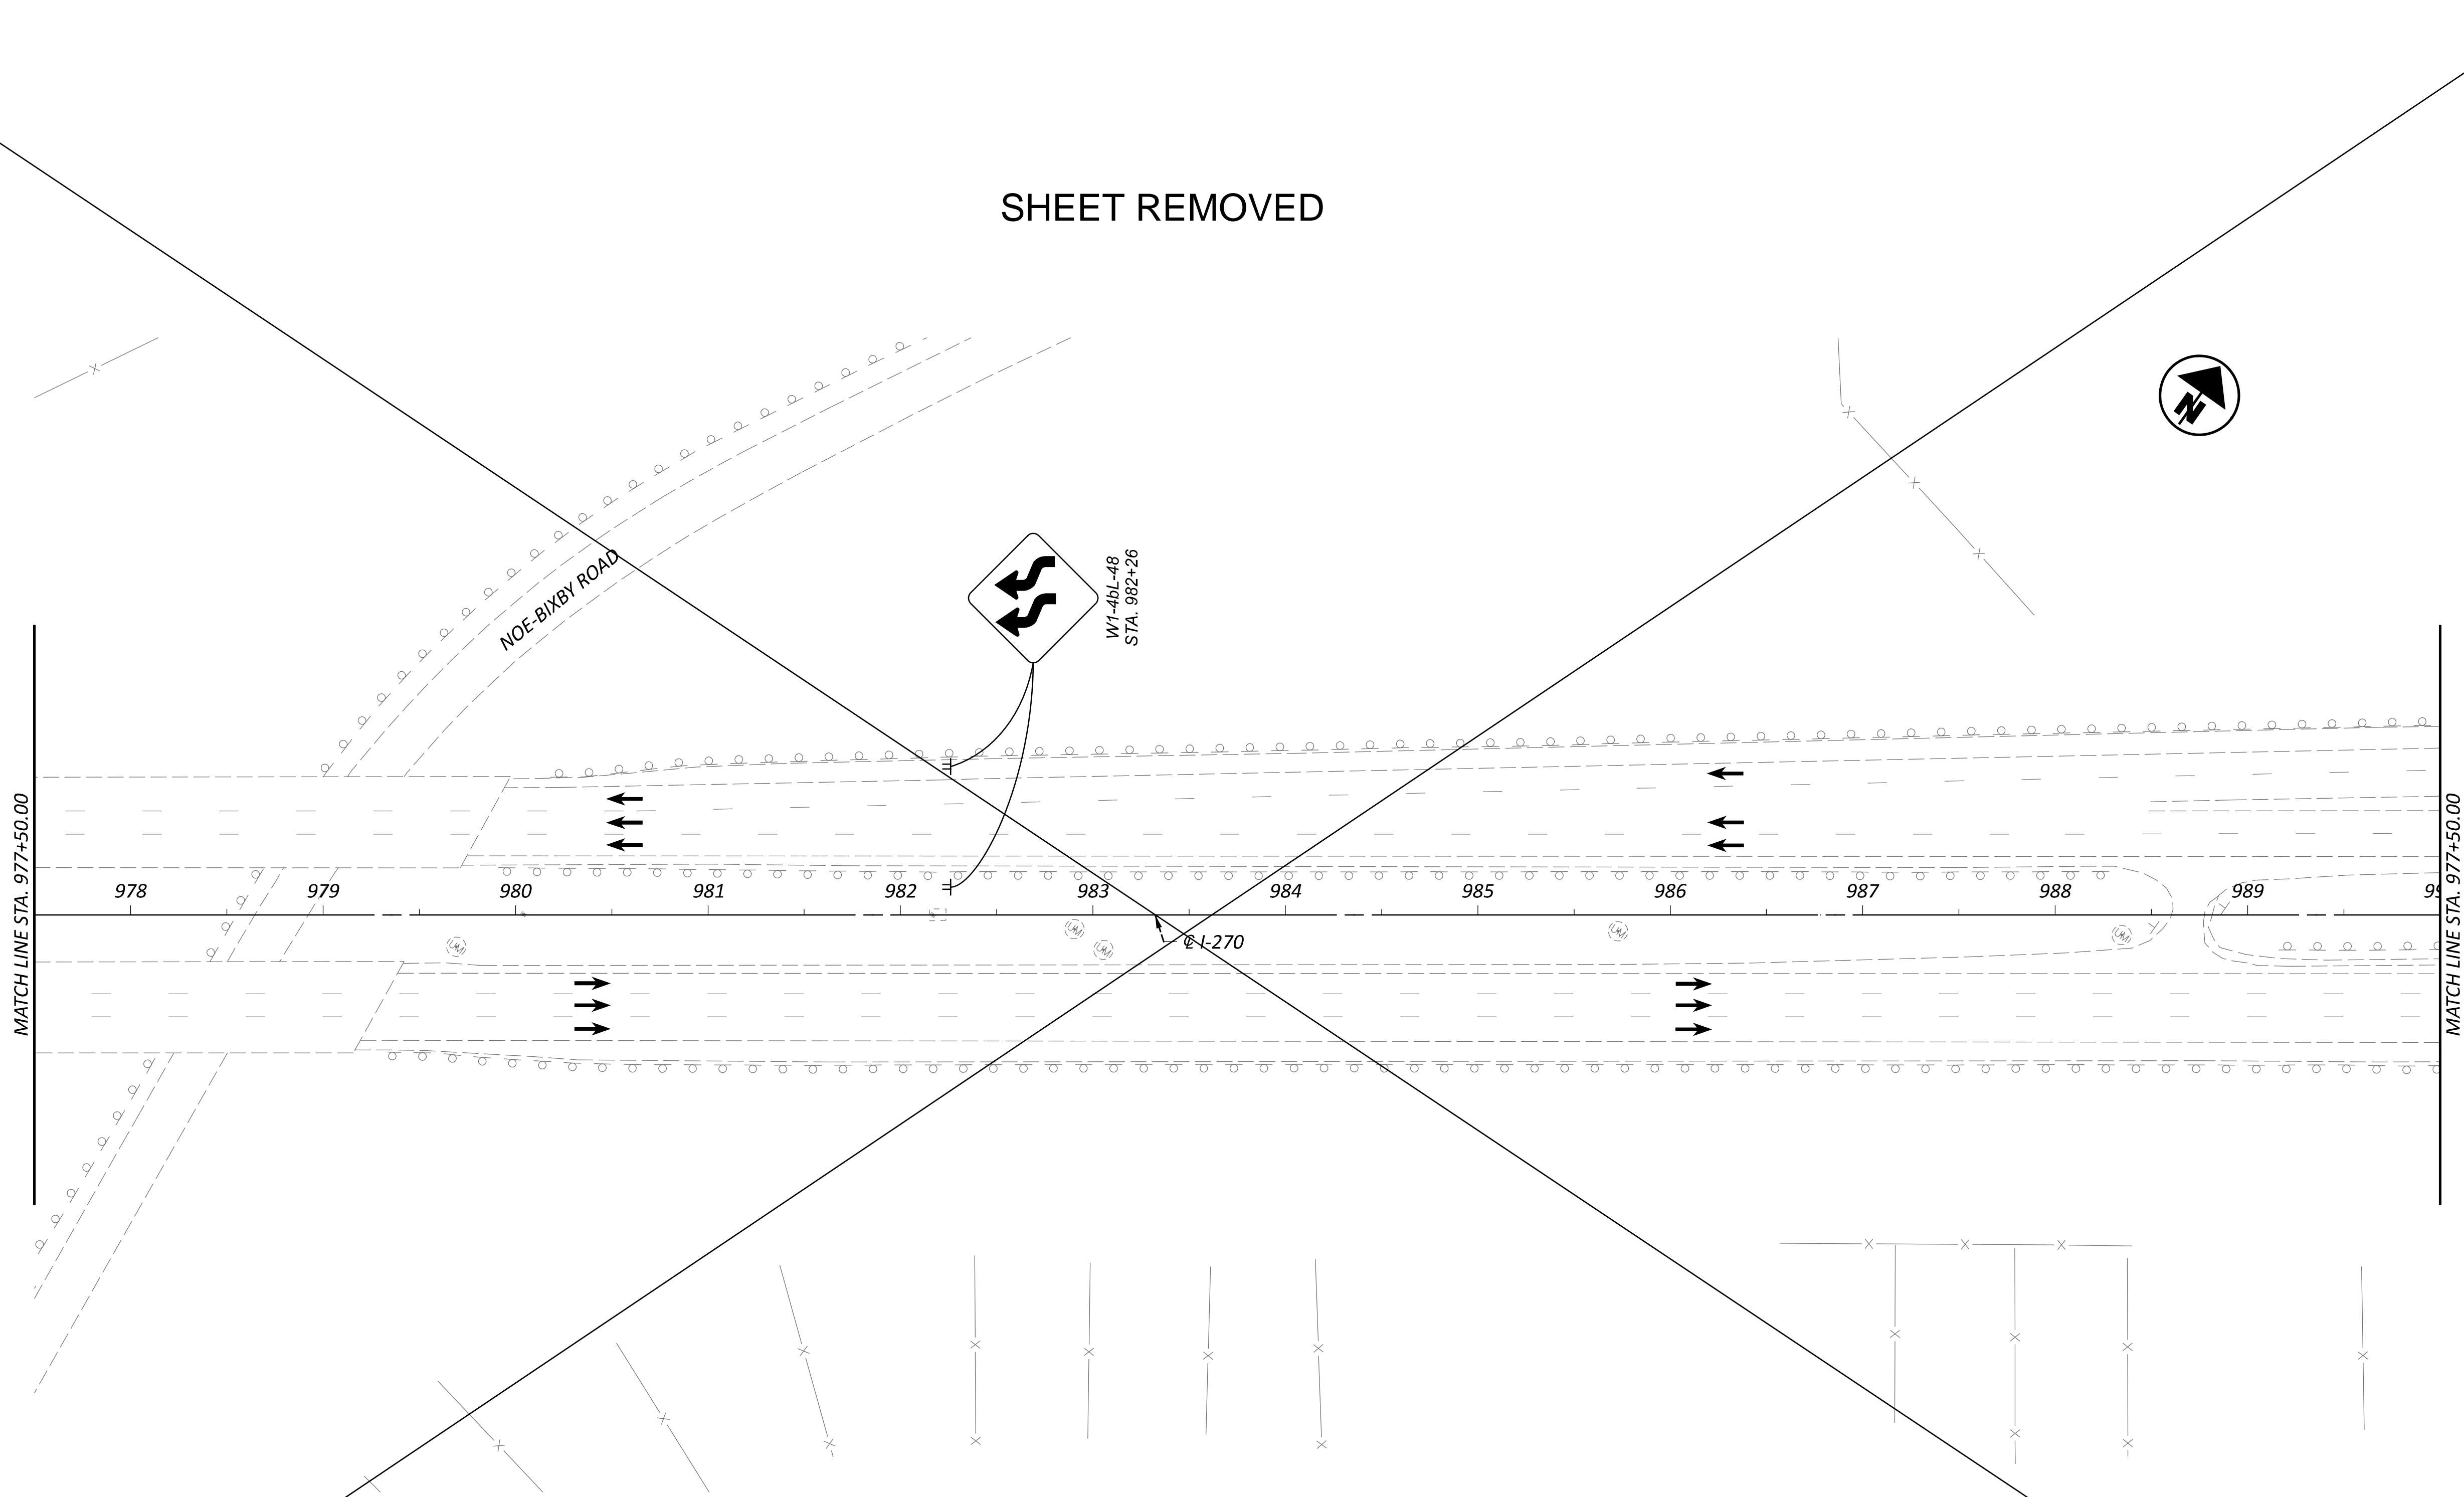 SHEET REMOVED
N
NOE-BIXBY ROAD
W1-4bL-48
STA. 982+26
MATCH LINE STA. 977+50.00
978 979 980 981 982 983 984 985 986 987 988 989 99
℄ I-270
MATCH LINE STA. 977+50.00